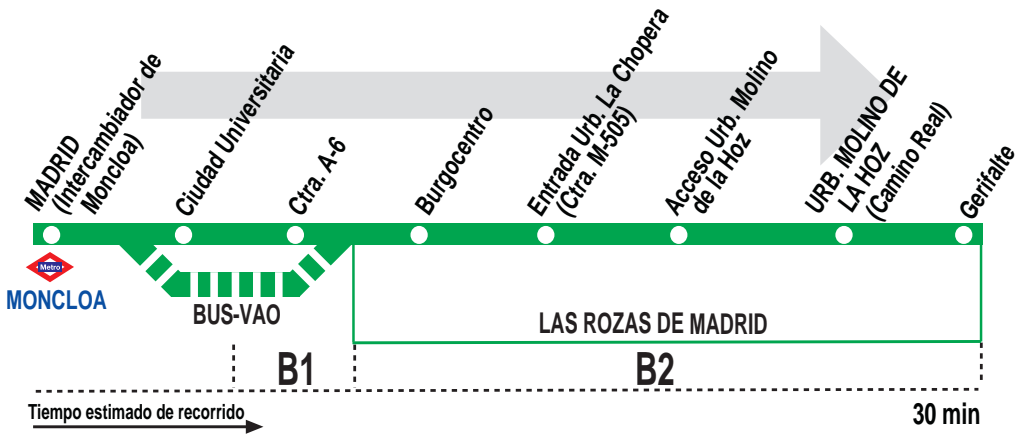 MADRID
(Intercambiador de
Moncloa)
Ciudad Universitaria
Ctra. A-6
Burgocentro
Entrada Urb. La Chopera
(Ctra. M-505)
Acceso Urb. Molino
de la Hoz
URB. MOLINO DE
LA HOZ
(Camino Real)
Gerifalte
Metro
MONCLOA
BUS-VAO
LAS ROZAS DE MADRID
B1
B2
Tiempo estimado de recorrido
30 min